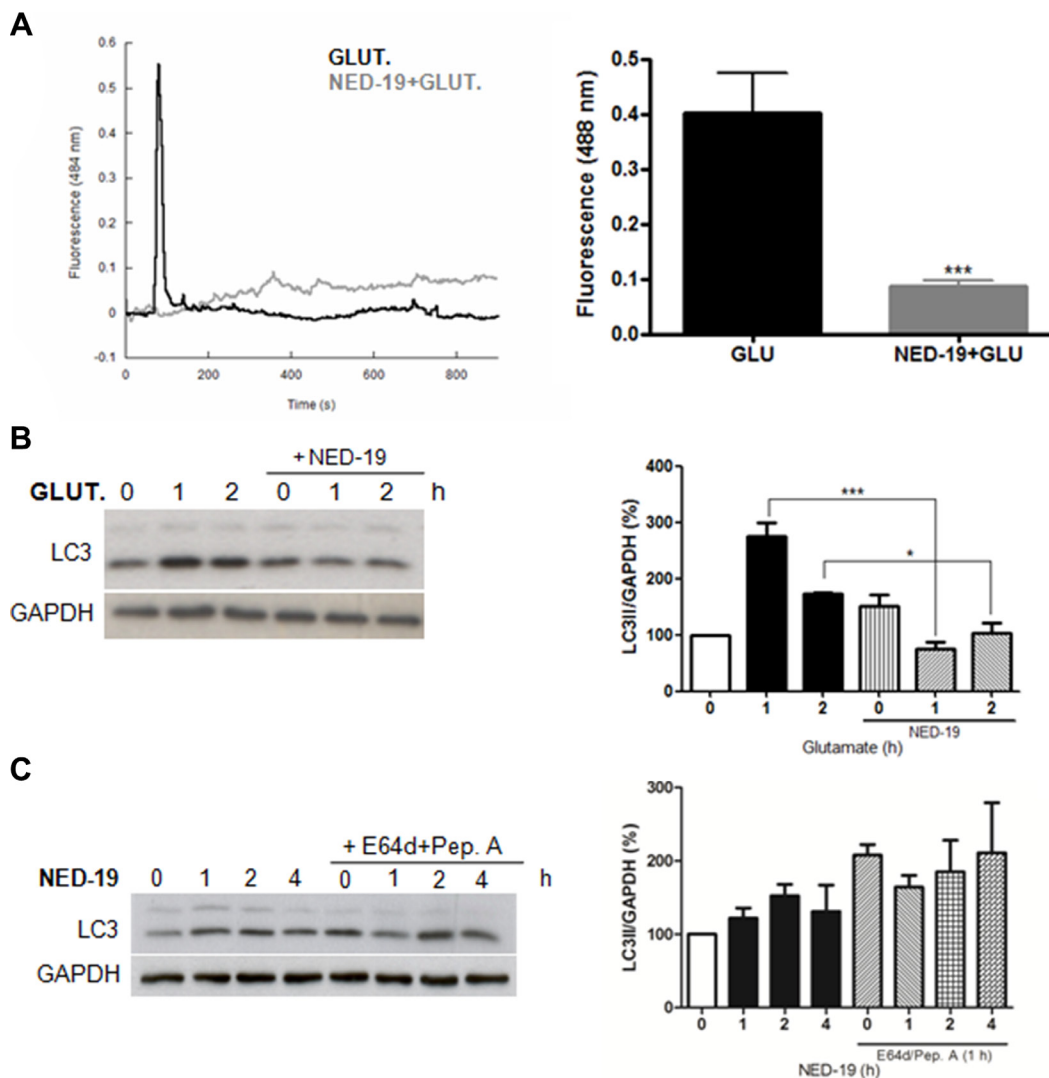 A
0.6
0.5
0.4
0.3
0.2
0.1
0
-0.1
Fluorescence (484 nm)
GLUT.
NED-19+GLUT.
0 200 400 600 800
Time (s)
0.5
0.4
0.3
0.2
0.1
0.0
Fluorescence (488 nm)
***
GLU NED-19+GLU
B
+ NED-19
GLUT. 0 1 2 0 1 2 h
LC3
GAPDH
400
300
200
100
0
LC3II/GAPDH (%)
***
*
0 1 2 0 1 2
NED-19
Glutamate (h)
C
+ E64d+Pep. A
NED-19 0 1 2 4 0 1 2 4 h
LC3
GAPDH
300
200
100
0
LC3II/GAPDH (%)
0 1 2 4 0 1 2 4
E64d/Pep. A (1 h)
NED-19 (h)